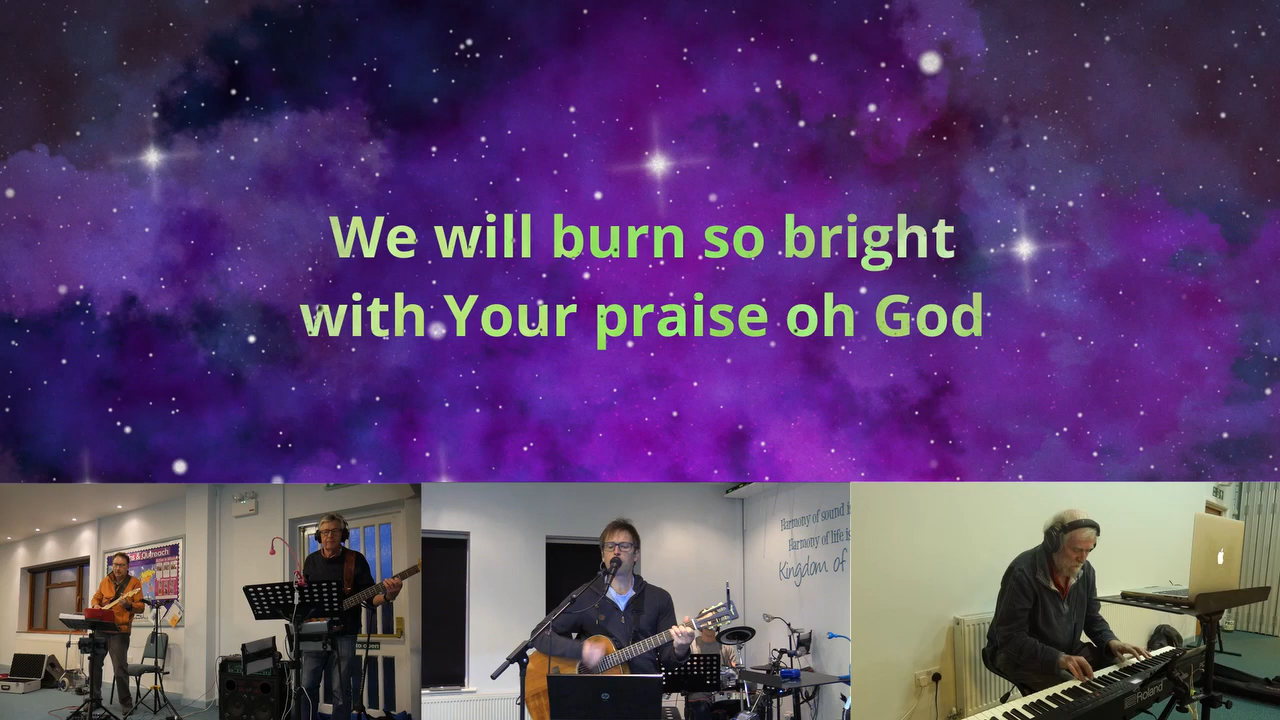 We will burn so bright
with Your praise oh God
& Outreach
Harmony of sound i
Harmony of life is
Kingdom of
Roland